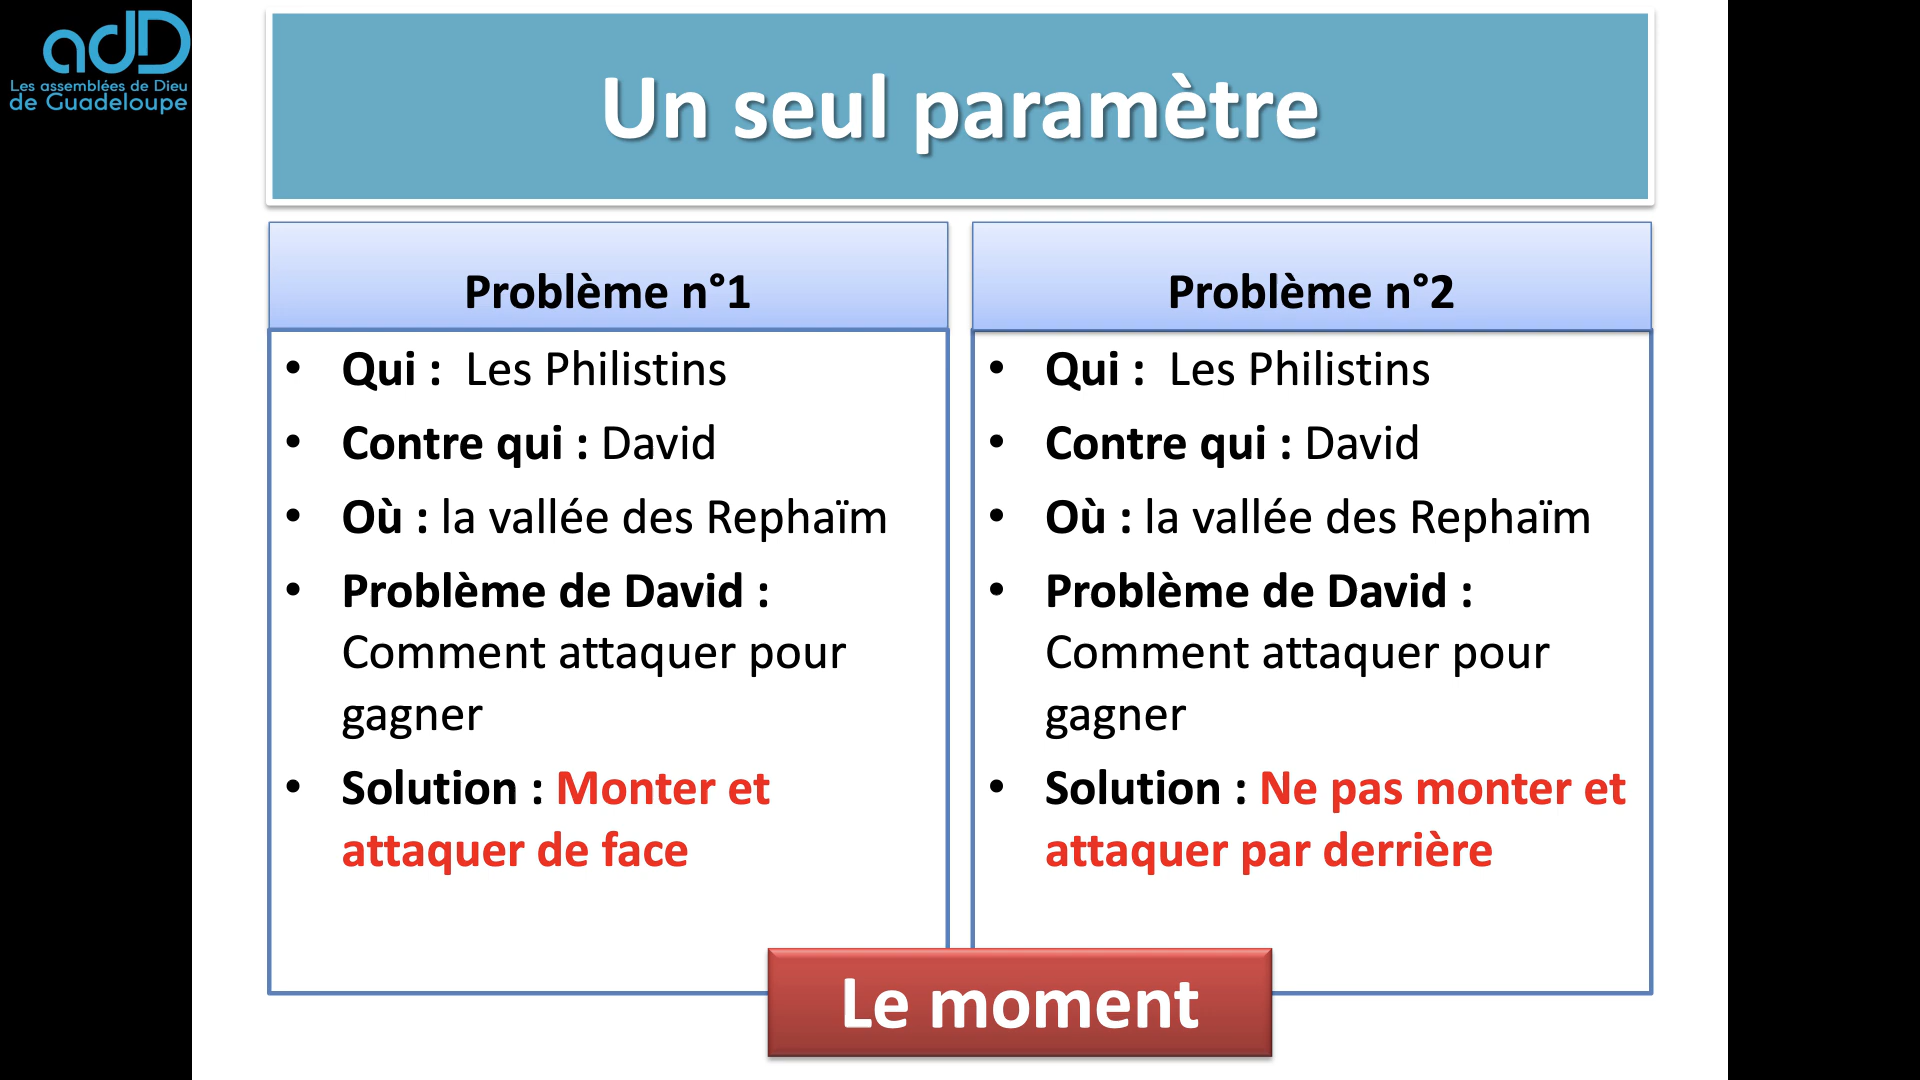 adD
Les assemblées de Dieu
de Guadeloupe
Un seul paramètre
Problème n°1
• Qui : Les Philistins
• Contre qui : David
• Où : la vallée des Rephaïm
• Problème de David :
Comment attaquer pour
gagner
• Solution : Monter et
attaquer de face
Problème n°2
• Qui : Les Philistins
• Contre qui : David
• Où : la vallée des Rephaïm
• Problème de David :
Comment attaquer pour
gagner
• Solution : Ne pas monter et
attaquer par derrière
Le moment